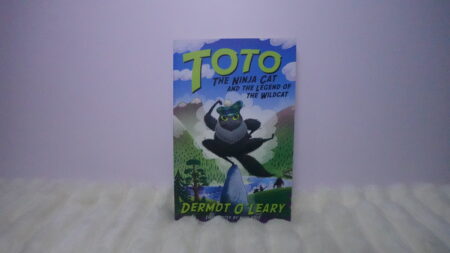 TOTO
THE NINJA CAT
AND THE LEGEND OF
THE WILDCAT
DERMOT O'LEARY